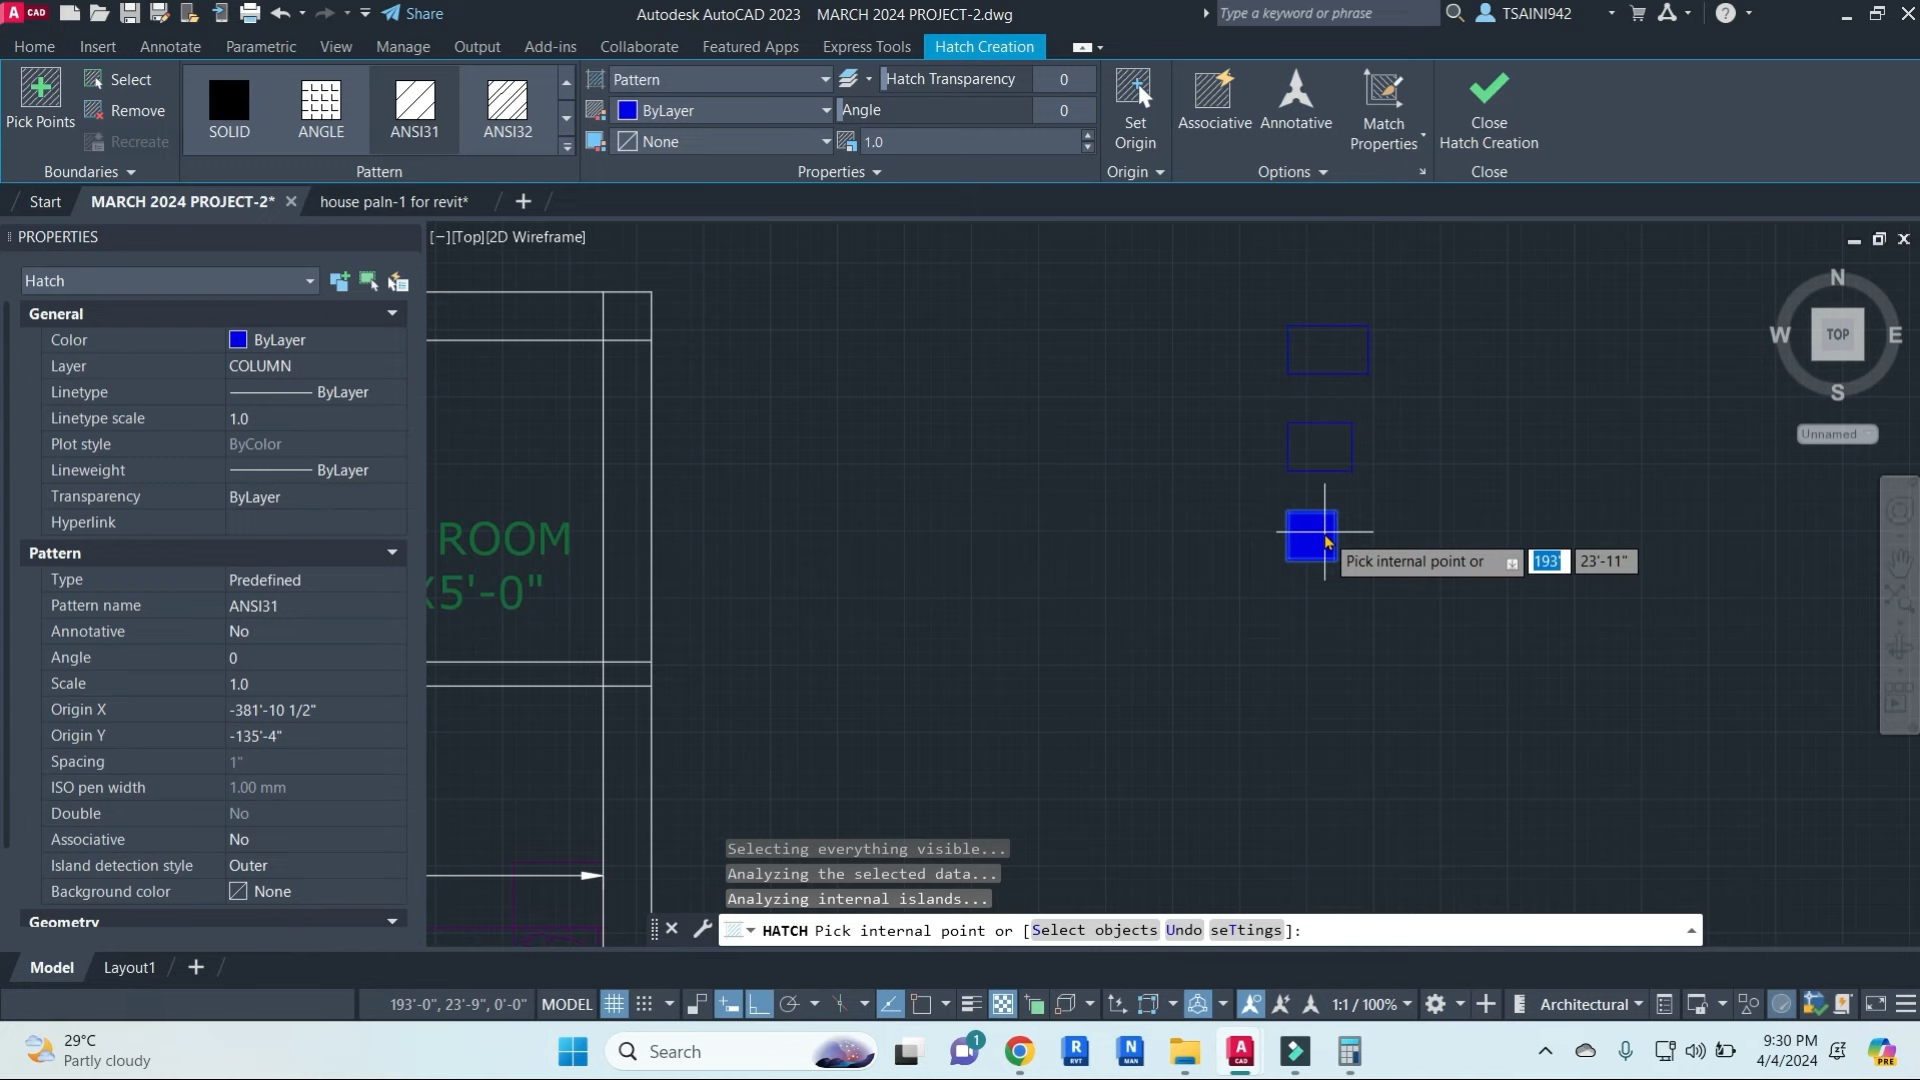 CAD
Share
Autodesk AutoCAD 2023 MARCH 2024 PROJECT-2.dwg
Type a keyword or phrase
TSAINI942
Home Insert Annotate Parametric View Manage Output Add-ins Collaborate Featured Apps Express Tools Hatch Creation
Pick Points
Select
Remove
Recreate
Boundaries
SOLID
ANGLE
ANSI31
ANSI32
Pattern
Pattern
ByLayer
None
Hatch Transparency 0
Angle 0
1.0
Properties
Set
Origin
Origin
Associative
Annotative
Match
Properties
Options
Close
Hatch Creation
Close
Start
MARCH 2024 PROJECT-2*
house paln-1 for revit*
PROPERTIES
[−][Top][2D Wireframe]
Hatch
General
Color ByLayer
Layer COLUMN
Linetype ByLayer
Linetype scale 1.0
Plot style ByColor
Lineweight ByLayer
Transparency ByLayer
Hyperlink
Pattern
Type Predefined
Pattern name ANSI31
Annotative No
Angle 0
Scale 1.0
Origin X -381'-10 1/2"
Origin Y -135'-4"
Spacing 1"
ISO pen width 1.00 mm
Double No
Associative No
Island detection style Outer
Background color None
Geometry
ROOM
X5'-0"
N
W TOP E
S
Unnamed
Pick internal point or 193' 23'-11"
Selecting everything visible...
Analyzing the selected data...
Analyzing internal islands...
HATCH Pick internal point or [Select objects Undo seTtings]:
Model Layout1
193'-0", 23'-9", 0'-0" MODEL
1:1 / 100%
Architectural
29°C
Partly cloudy
Search
1
RVT
MAN
CAD
9:30 PM
4/4/2024
PRE